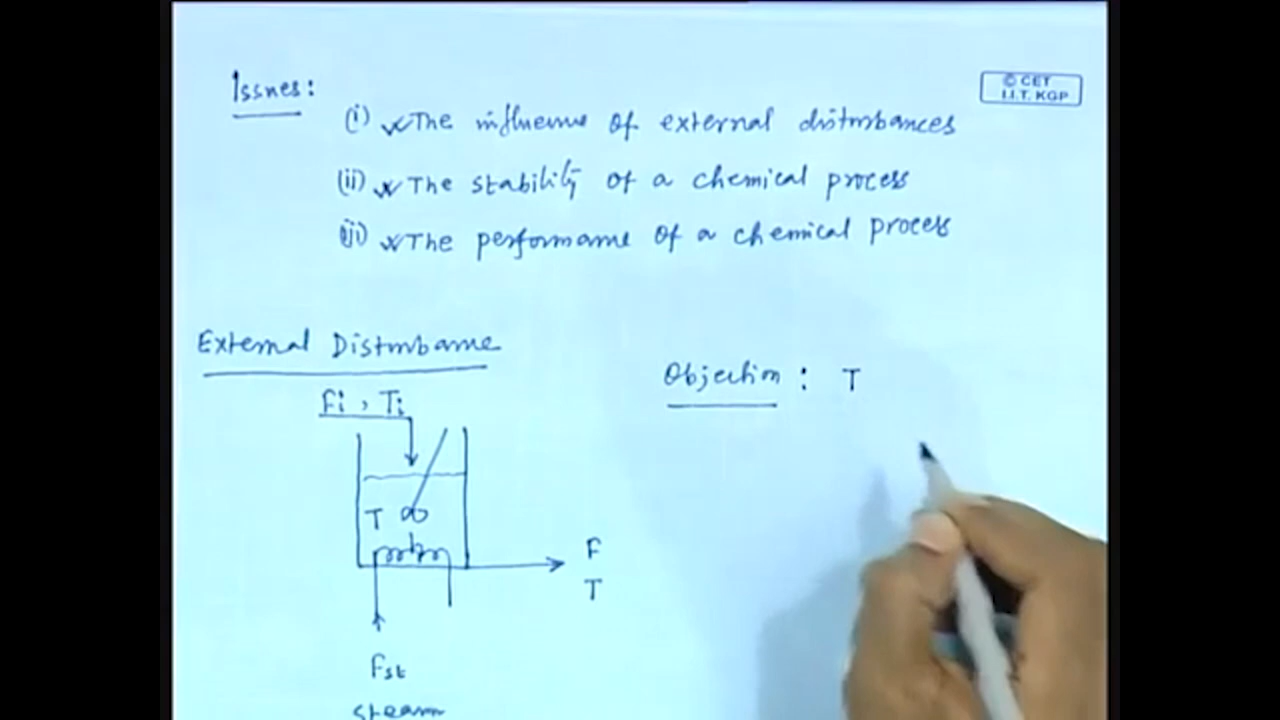 Issues:
© CET
I.I.T. KGP
(i) The influence of external disturbances
(ii) The stability of a chemical process
(iii) The performance of a chemical process
External Disturbance
Fi, Ti
Objection : T
T
F
T
Fst
steam